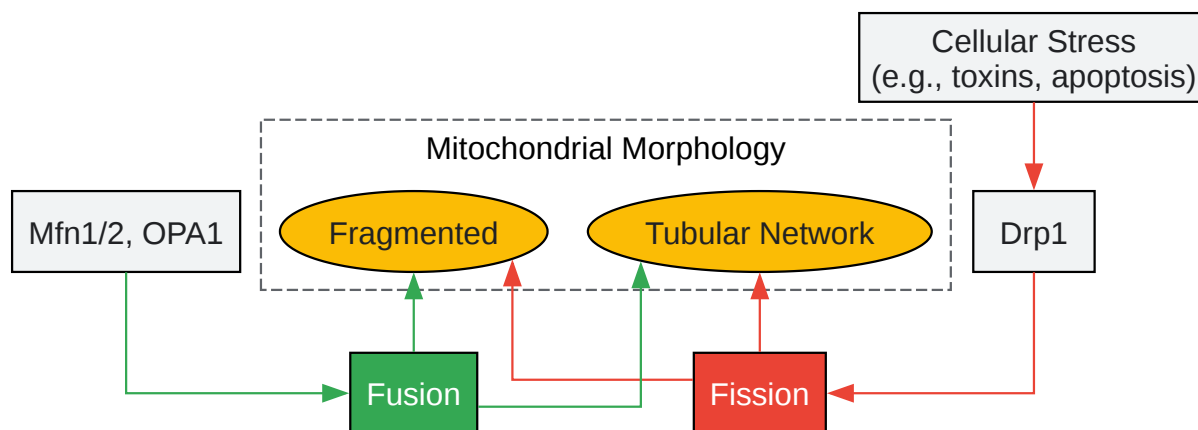 Cellular Stress
(e.g., toxins, apoptosis)
Mitochondrial Morphology
Mfn1/2, OPA1
Fragmented
Tubular Network
Drp1
Fusion
Fission